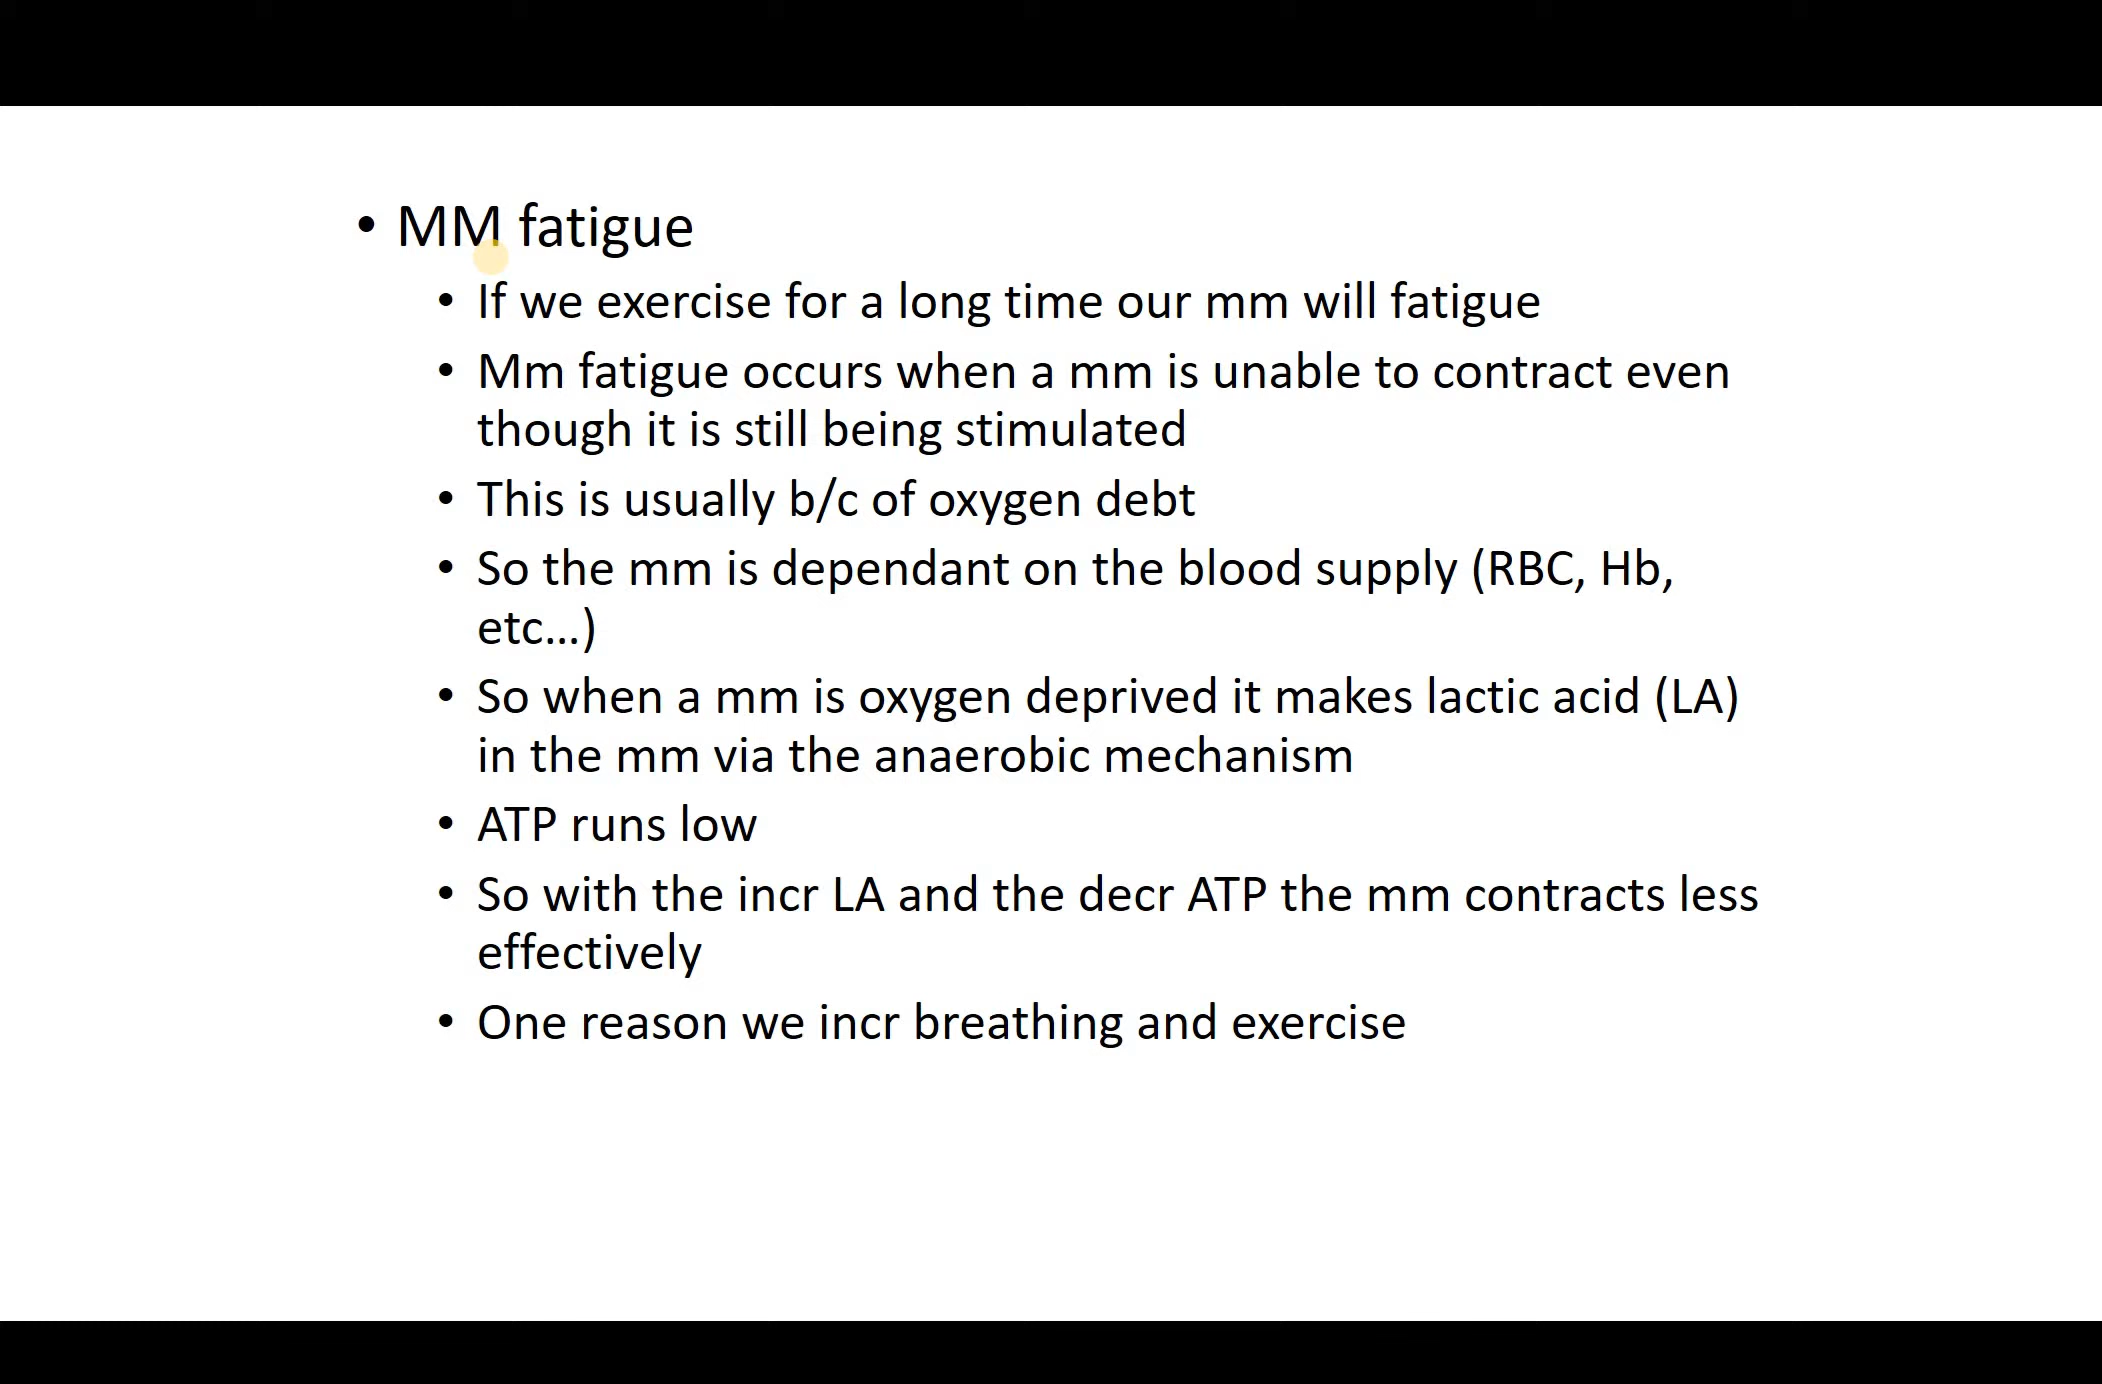 • MM fatigue
• If we exercise for a long time our mm will fatigue
• Mm fatigue occurs when a mm is unable to contract even
though it is still being stimulated
• This is usually b/c of oxygen debt
• So the mm is dependant on the blood supply (RBC, Hb,
etc...)
• So when a mm is oxygen deprived it makes lactic acid (LA)
in the mm via the anaerobic mechanism
• ATP runs low
• So with the incr LA and the decr ATP the mm contracts less
effectively
• One reason we incr breathing and exercise